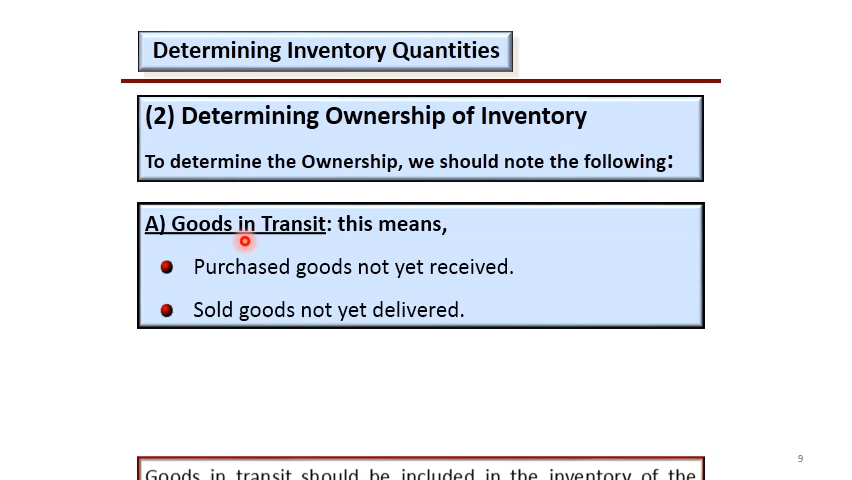 Determining Inventory Quantities
(2) Determining Ownership of Inventory
To determine the Ownership, we should note the following:
A) Goods in Transit: this means,
Purchased goods not yet received.
Sold goods not yet delivered.
9
Goods in transit should be included in the inventory of the